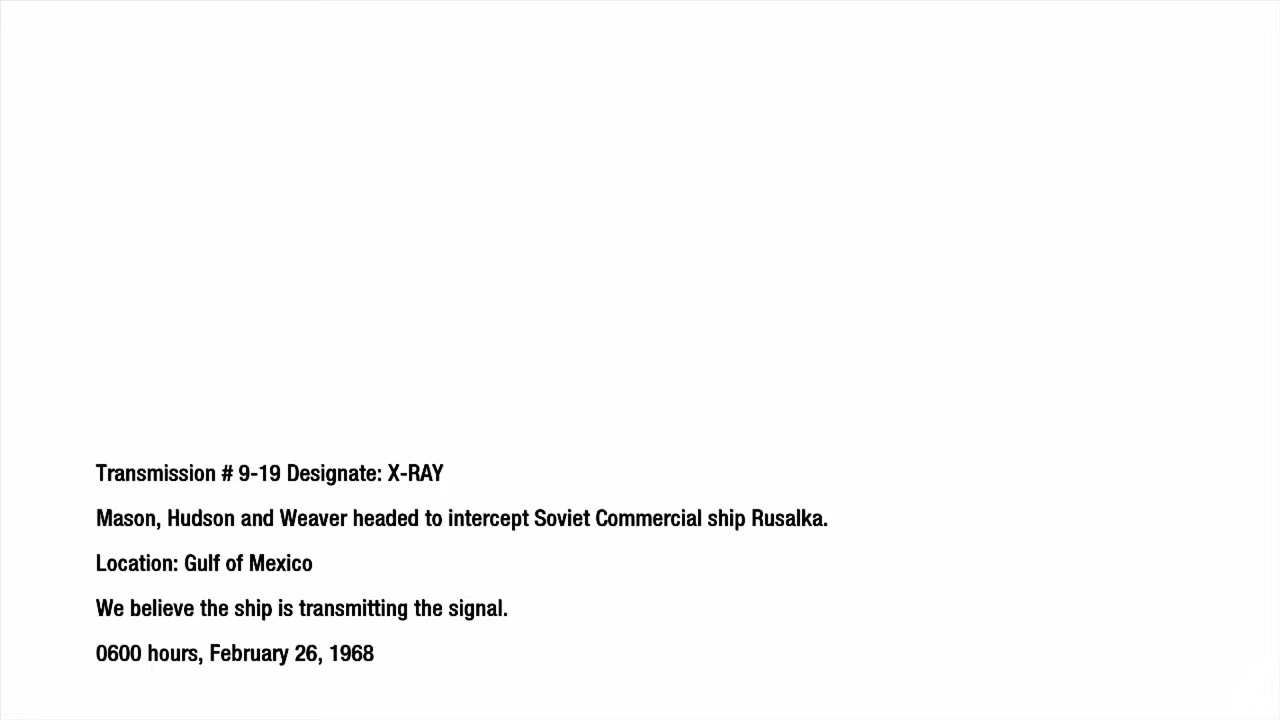 Transmission # 9-19 Designate: X-RAY
Mason, Hudson and Weaver headed to intercept Soviet Commercial ship Rusalka.
Location: Gulf of Mexico
We believe the ship is transmitting the signal.
0600 hours, February 26, 1968